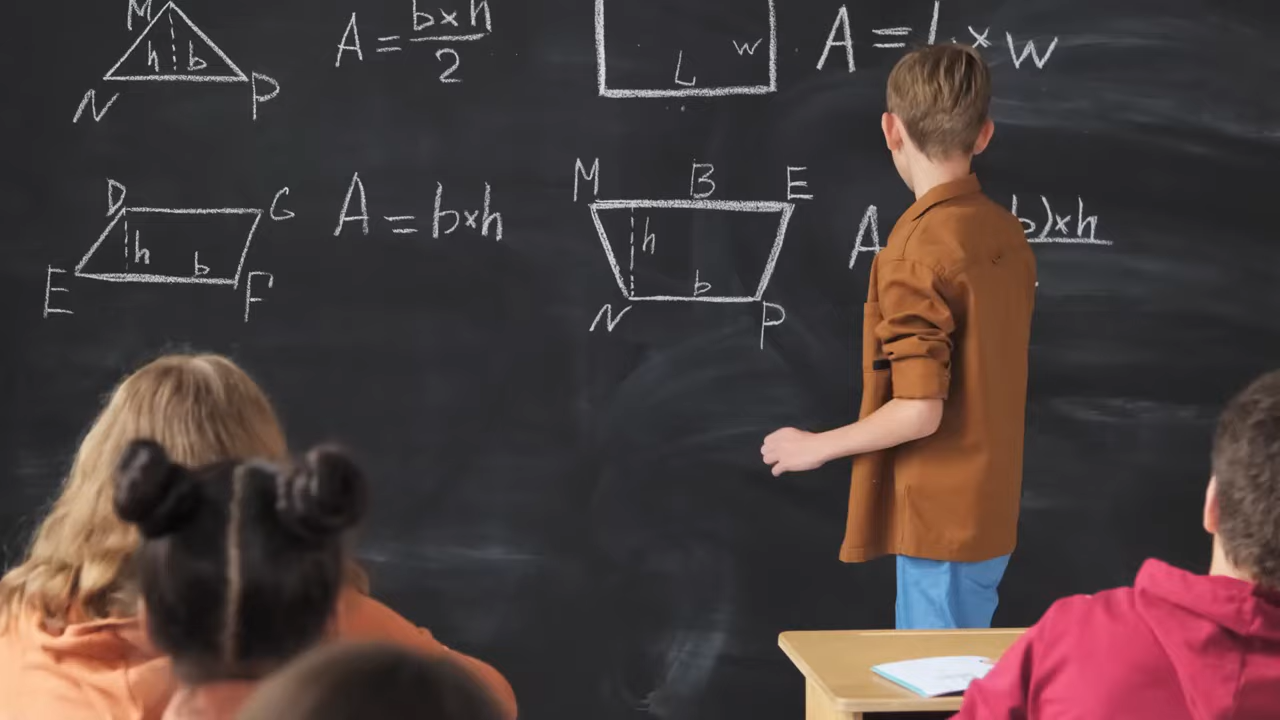 M
h b
N P
A = b×h
2
L w
A = L × w
D G
h b
E F
A = b×h
M B E
h
b
N P
A b)×h